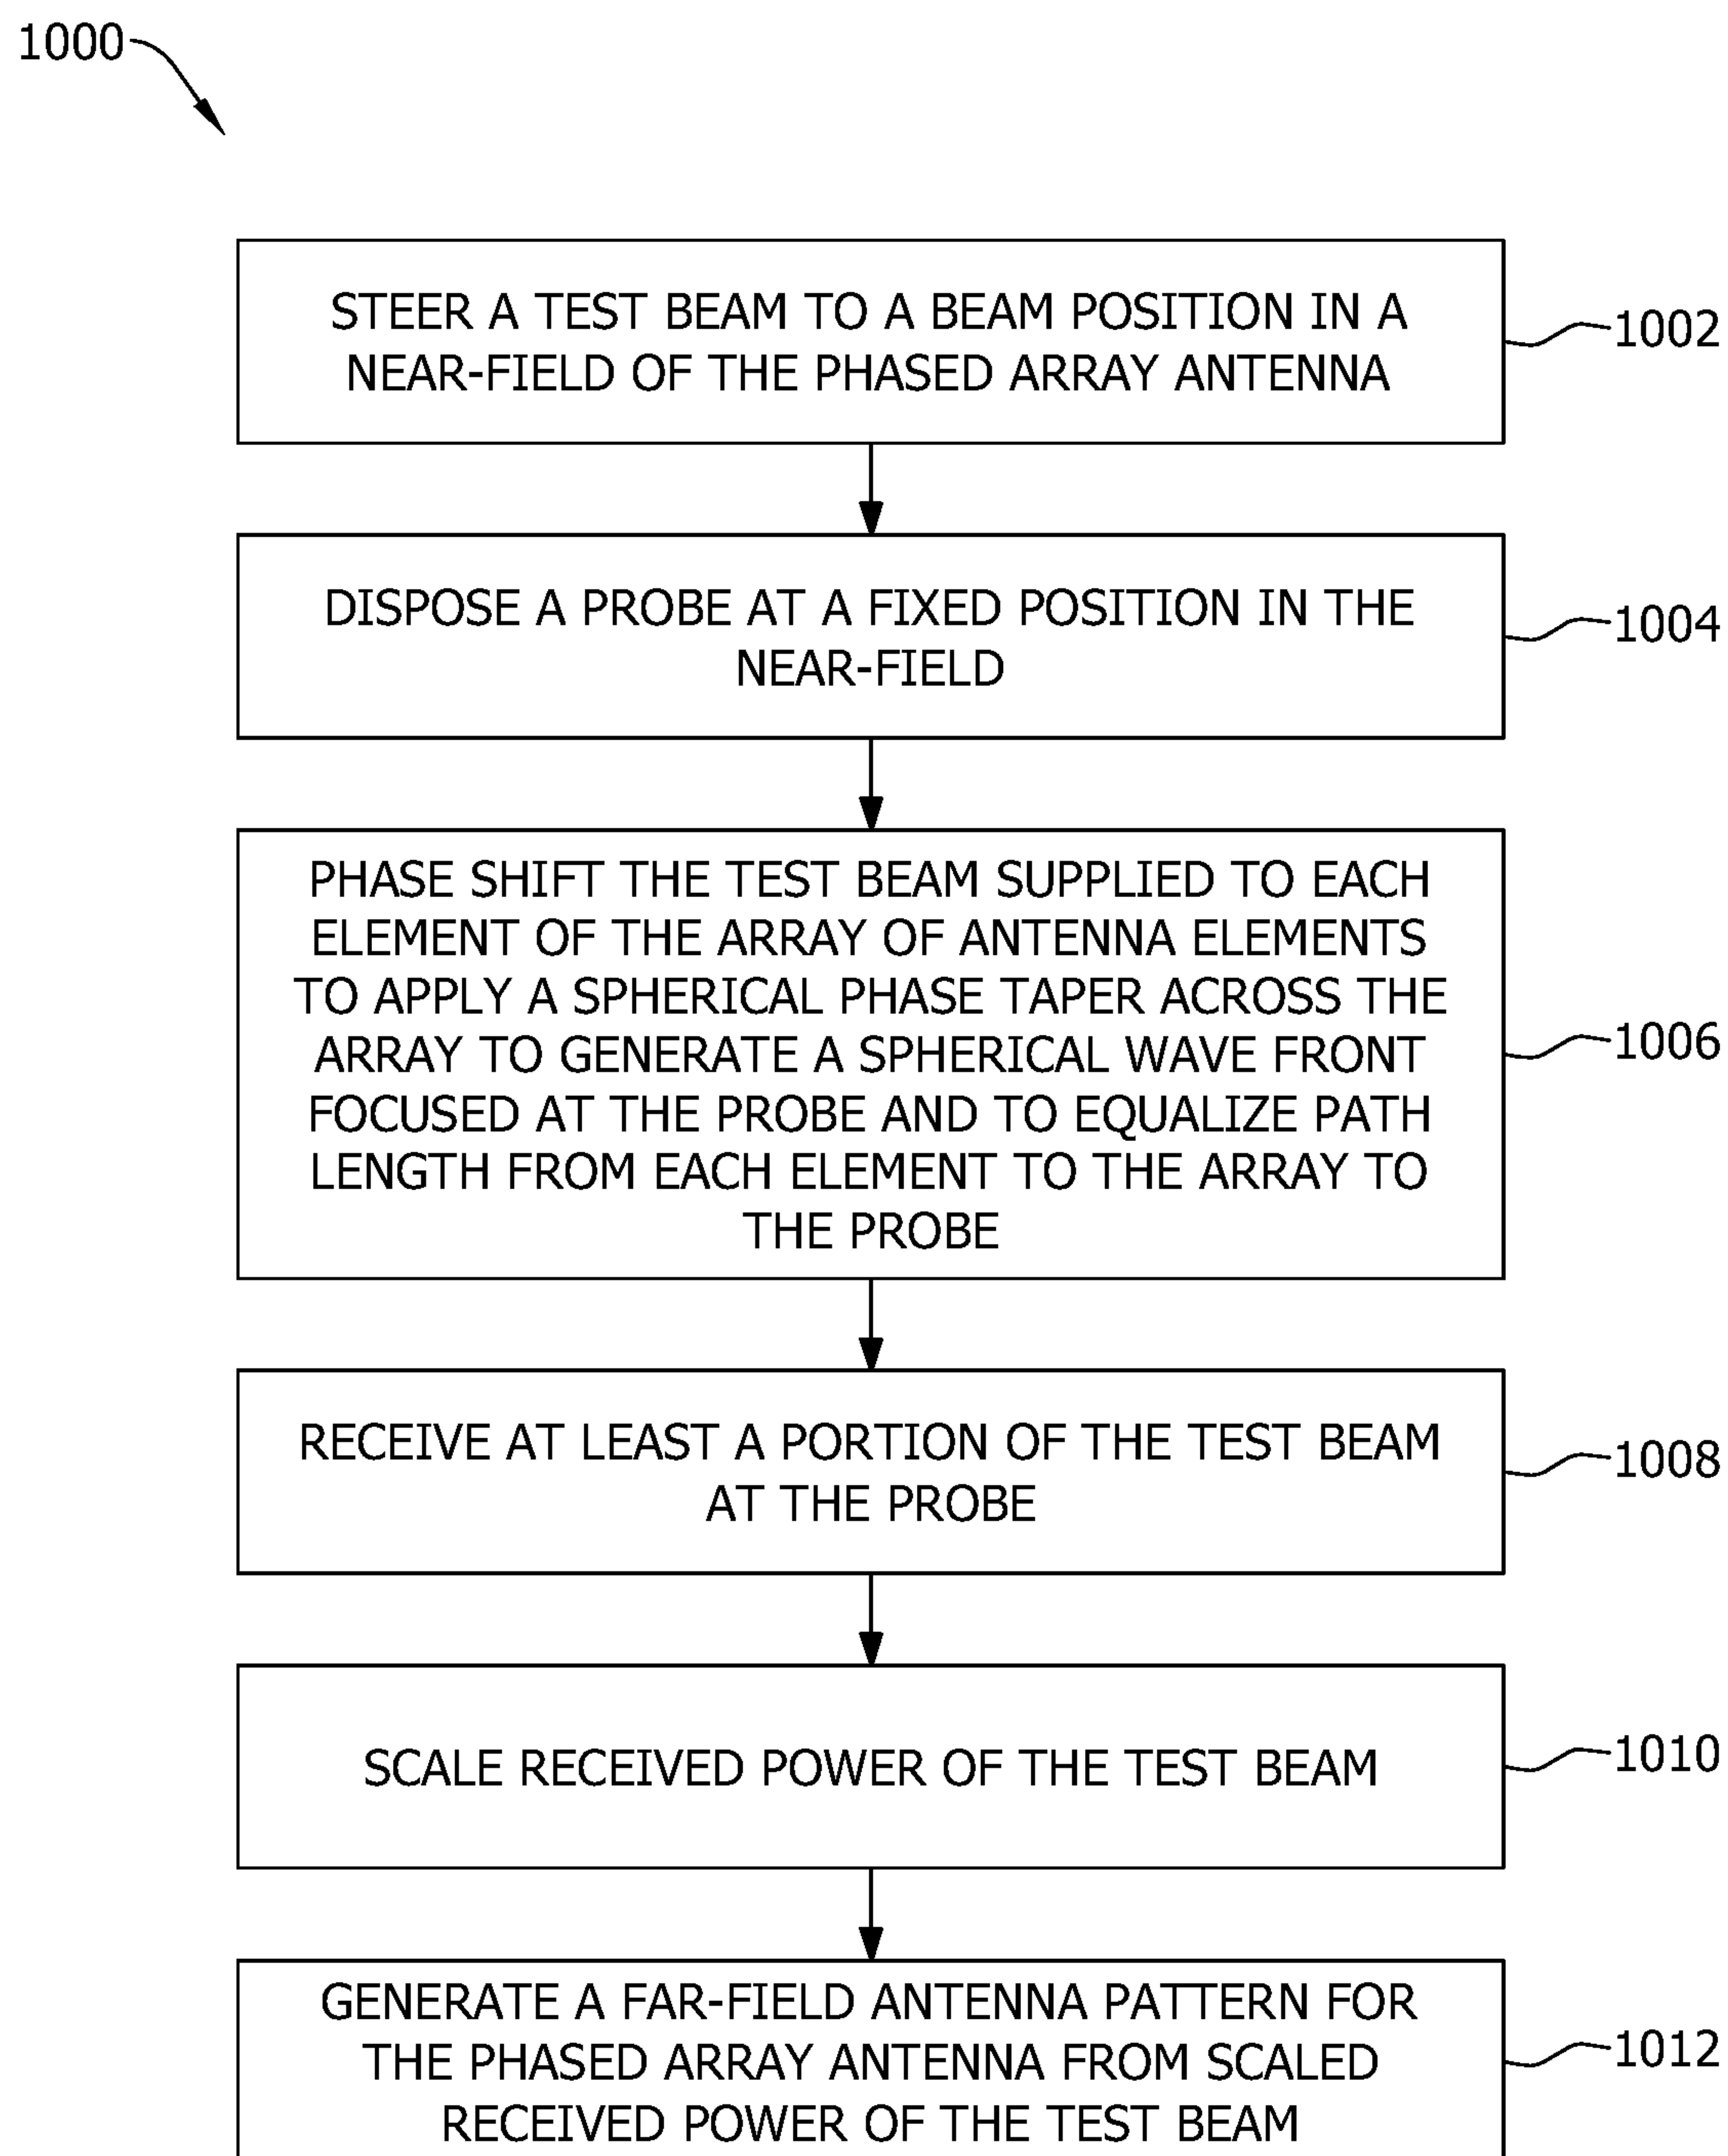 1000
STEER A TEST BEAM TO A BEAM POSITION IN A
NEAR-FIELD OF THE PHASED ARRAY ANTENNA
1002
DISPOSE A PROBE AT A FIXED POSITION IN THE
NEAR-FIELD
1004
PHASE SHIFT THE TEST BEAM SUPPLIED TO EACH
ELEMENT OF THE ARRAY OF ANTENNA ELEMENTS
TO APPLY A SPHERICAL PHASE TAPER ACROSS THE
ARRAY TO GENERATE A SPHERICAL WAVE FRONT
FOCUSED AT THE PROBE AND TO EQUALIZE PATH
LENGTH FROM EACH ELEMENT TO THE ARRAY TO
THE PROBE
1006
RECEIVE AT LEAST A PORTION OF THE TEST BEAM
AT THE PROBE
1008
SCALE RECEIVED POWER OF THE TEST BEAM
1010
GENERATE A FAR-FIELD ANTENNA PATTERN FOR
THE PHASED ARRAY ANTENNA FROM SCALED
RECEIVED POWER OF THE TEST BEAM
1012